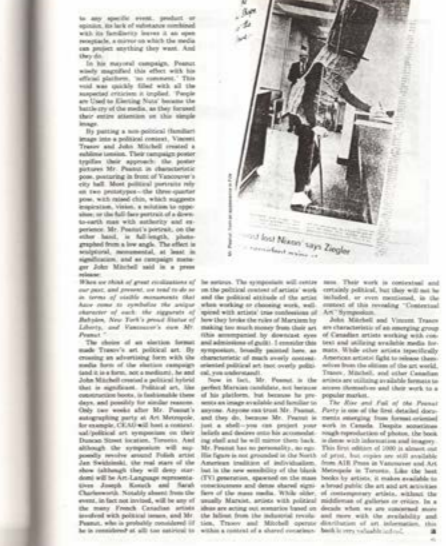 to any specific event, product or
opinion, its lack of substance combined
with its familiarity leaves it an open
receptacle, a mirror on which the media
can project anything they want. And
they do.
In his mayoral campaign, Peanut
wisely magnified this effect with his
official platform, 'no comment.' This
void was quickly filled with all the
suspected criticism it implied. 'People
are Used to Electing Nuts' became the
battle cry of the media, as they focused
their entire attention on this simple
image.
By putting a non-political (familiar)
image into a political context, Vincent
Trasov and John Mitchell created a
sublime tension. Their campaign poster
typifies their approach: the poster
pictures Mr. Peanut in characteristic
pose, posturing in front of Vancouver's
city hall. Most political portraits rely
on two prototypes—the three-quarter
pose, with raised chin, which suggests
inspiration, vision, a solution to oppo-
sition; or the full-face portrait of a down-
to-earth man with authority and ex-
perience. Mr. Peanut's portrait, on the
other hand, is full-length, photo-
graphed from a low angle. The effect is
sculptural, monumental, at least in
signification, and as campaign mana-
ger John Mitchell said in a press
release:
When we think of great civilizations of
our past, and present, we tend to do so
in terms of visible monuments that
have come to symbolize the unique
character of each: the ziggurats of
Babylon, New York's proud Statue of
Liberty, and Vancouver's own Mr.
Peanut."
The choice of an election format
made Trasov's art political art. By
creating an advertising form with the
media form of the election campaign
(and it is a form, not a medium), he and
John Mitchell created a political hybrid
that is significant. Political art, like
construction books, is fashionable these
days, and possibly for similar reasons.
Only two weeks after Mr. Peanut's
autography party at Art Metropole,
for example, CEAC will host a context-
ual/political art symposium on their
Duncan Street location, Toronto. And
although the symposium will sup-
posedly revolve around Polish artist
Jan Swidzinski, the real stars of the
show (although they will deny star-
dom) will be Art-Language representa-
tives Joseph Kosuth and Sarah
Charlesworth. Notably absent from the
event, in fact not invited, will be any of
the many French Canadian artists
involved with political issues, and Mr.
Peanut, who is probably considered (if
he is considered at all) too satirical to
be serious. The symposium will centre
on the political content of artists' work
and the political attitude of the artist
when working or choosing work, well-
spiced with artists' true confessions of
how they broke the rules of Marxism by
making too much money from their art
(this accompanied by downcast eyes
and admissions of guilt). I consider this
symposium, broadly painted here, as
characteristic of much overly content-
oriented political art (not overly politi-
cal, you understand).
Now in fact, Mr. Peanut is the
perfect Marxian candidate, not because
of his platform, but because he pre-
sents an image available and familiar to
anyone. Anyone can trust Mr. Peanut,
and they do, because Mr. Peanut is
just a shell—you can project your
beliefs and desires onto his accomodat-
ing shell and he will mirror them back.
Mr. Peanut has no personality, no ego.
His figure is not grounded in the North
American tradition of individualism,
but in the new sensibility of the blank
(TV) generation, spawned on the mass
consciousness and dense shared signi-
fiers of the mass media. While older,
usually Marxian, artists with political
ideas are acting out scenarios based on
the fallout from the industrial revolu-
tion, Trasov and Mitchell operate
within a context of a shared conscious-
ness. Their work is contextual and
certainly political, but they will not be
included, or even mentioned, in the
context of this revealing "Contextual
Art" Symposium.
John Mitchell and Vincent Trasov
are characteristic of an emerging group
of Canadian artists working with con-
text and utilizing available media for-
mats. While other artists (specifically
American artists) fight to release them-
selves from the elitism of the art world,
Trasov, Mitchell, and other Canadian
artists are utilizing available formats to
access themselves and their work to a
popular market.
The Rise and Fall of the Peanut
Party is one of the first detailed docu-
ments emerging from format-oriented
work in Canada. Despite sometimes
rough reproduction of photos, the book
is dense with information and imagery.
This first edition of 1000 is almost out
of print, but copies are still available
from AIR Press in Vancouver and Art
Metropole in Toronto. Like the best
books by artists, it makes available to
a broad public the art and art activities
of contemporary artists, without the
middleman of galleries or critics. In a
decade when we are concerned more
and more with the availability and
distribution of art information, this
book is very valuable indeed.
ed lost Nixon' says Ziegler